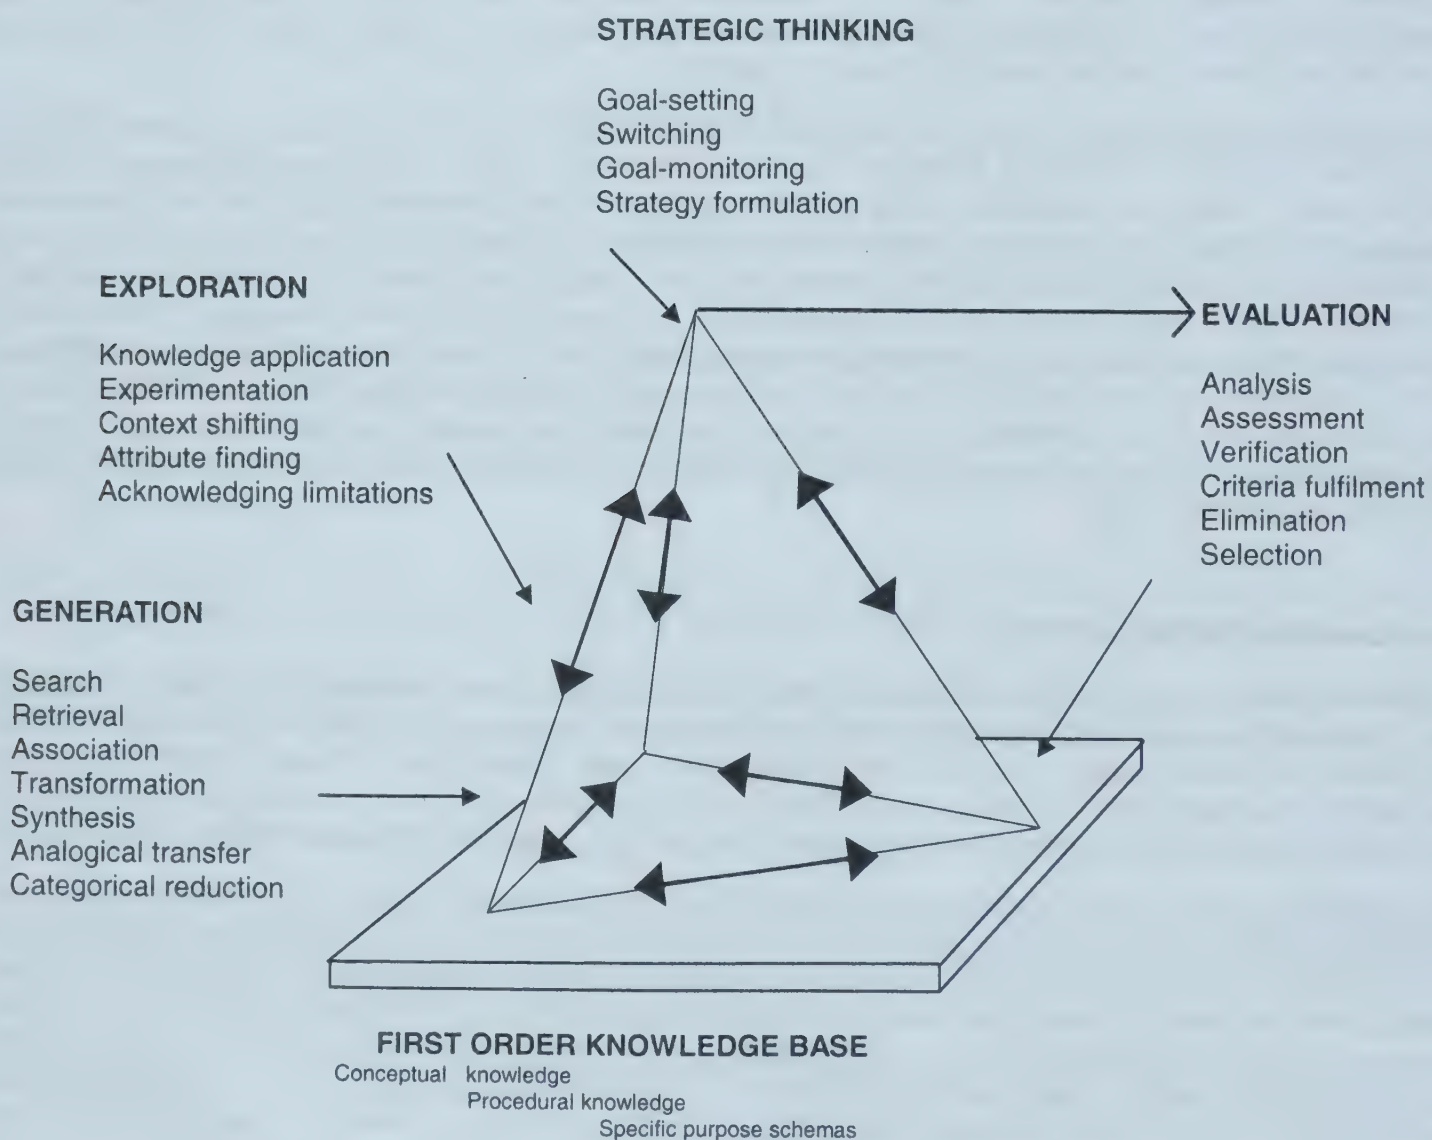 STRATEGIC THINKING
Goal-setting
Switching
Goal-monitoring
Strategy formulation
EXPLORATION
Knowledge application
Experimentation
Context shifting
Attribute finding
Acknowledging limitations
EVALUATION
Analysis
Assessment
Verification
Criteria fulfilment
Elimination
Selection
GENERATION
Search
Retrieval
Association
Transformation
Synthesis
Analogical transfer
Categorical reduction
FIRST ORDER KNOWLEDGE BASE
Conceptual knowledge
Procedural knowledge
Specific purpose schemas